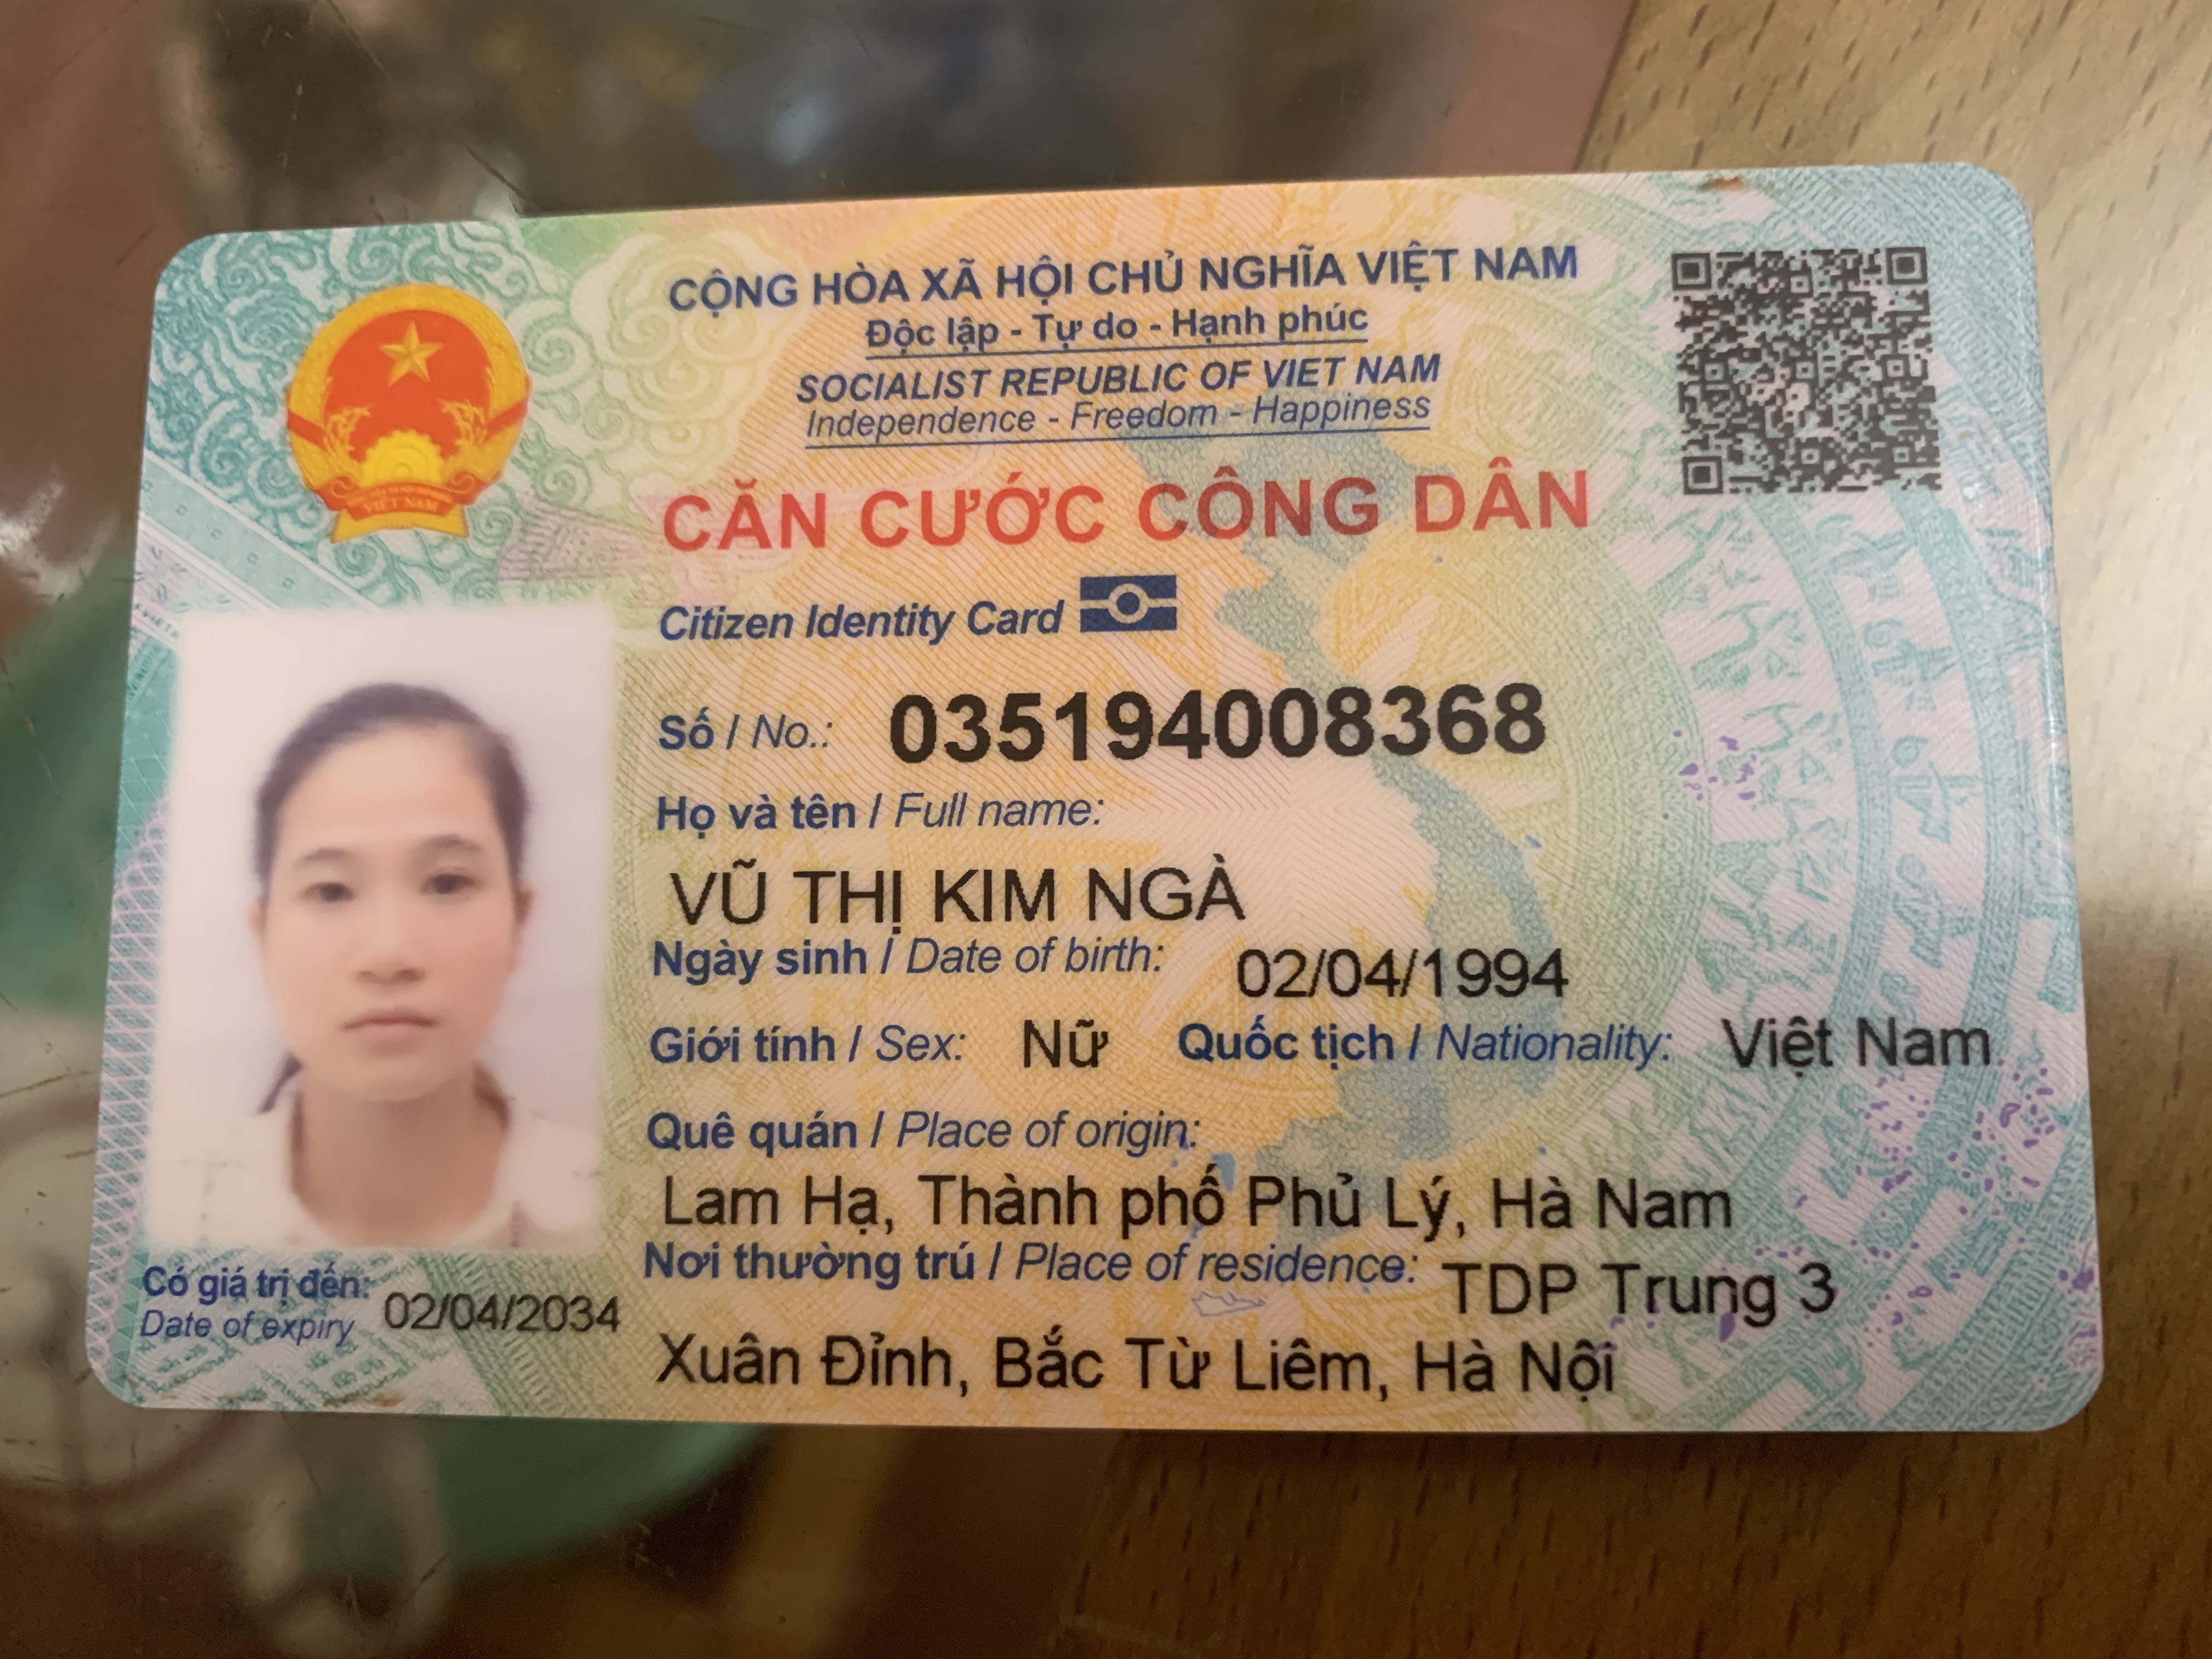 CỘNG HÒA XÃ HỘI CHỦ NGHĨA VIỆT NAM
Độc lập - Tự do - Hạnh phúc
SOCIALIST REPUBLIC OF VIET NAM
Independence - Freedom - Happiness
VIỆT NAM
CĂN CƯỚC CÔNG DÂN
Citizen Identity Card
Số / No.: 035194008368
Họ và tên / Full name:
VŨ THỊ KIM NGÀ
Ngày sinh / Date of birth: 02/04/1994
Giới tính / Sex: Nữ Quốc tịch / Nationality: Việt Nam
Quê quán / Place of origin:
Lam Hạ, Thành phố Phủ Lý, Hà Nam
Nơi thường trú / Place of residence: TDP Trung 3
Xuân Đỉnh, Bắc Từ Liêm, Hà Nội
Có giá trị đến: 02/04/2034
Date of expiry